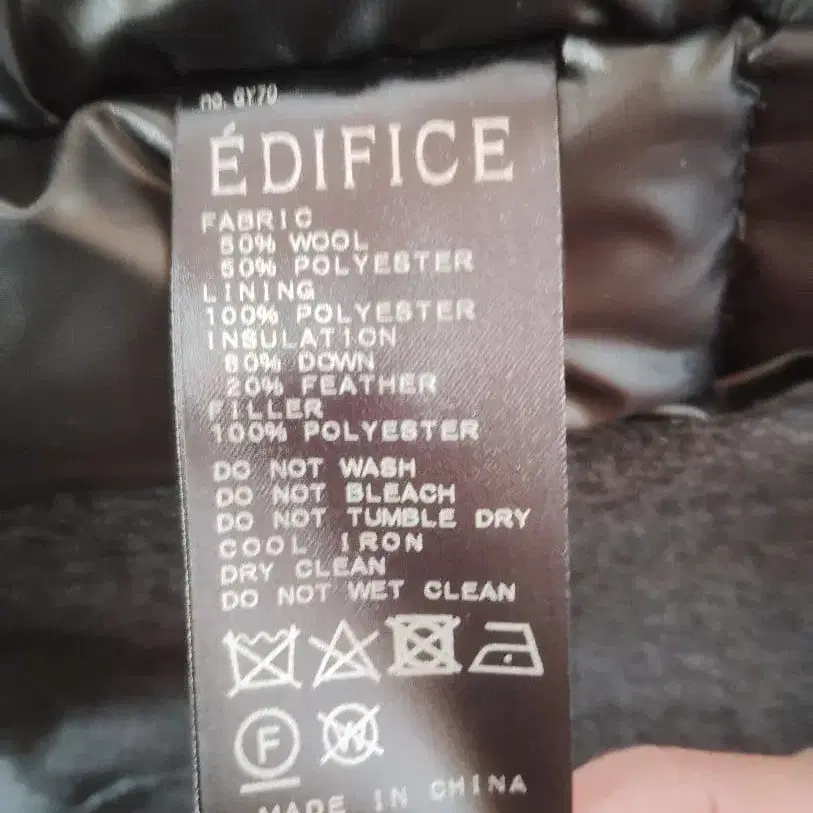 no. GY70
ÉDIFICE
FABRIC
50% WOOL
50% POLYESTER
LINING
100% POLYESTER
INSULATION
80% DOWN
20% FEATHER
FILLER
100% POLYESTER
DO NOT WASH
DO NOT BLEACH
DO NOT TUMBLE DRY
COOL IRON
DRY CLEAN
DO NOT WET CLEAN
F W
MADE IN CHINA